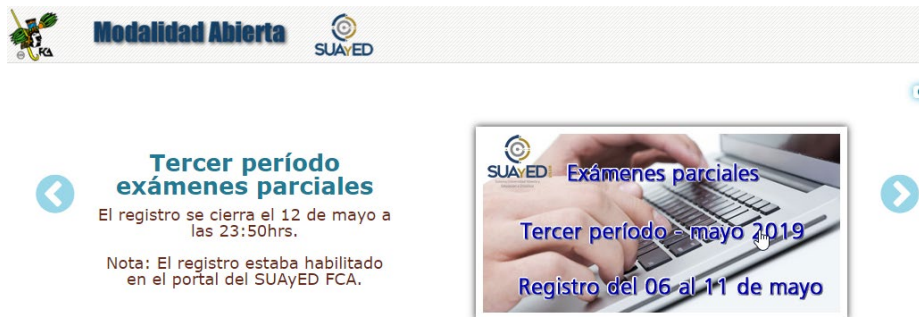 FCA
Modalidad Abierta
SUAyED
Tercer período
exámenes parciales
El registro se cierra el 12 de mayo a
las 23:50hrs.
Nota: El registro estaba habilitado
en el portal del SUAyED FCA.
SUAyED
Exámenes parciales
Tercer período - mayo 2019
Registro del 06 al 11 de mayo